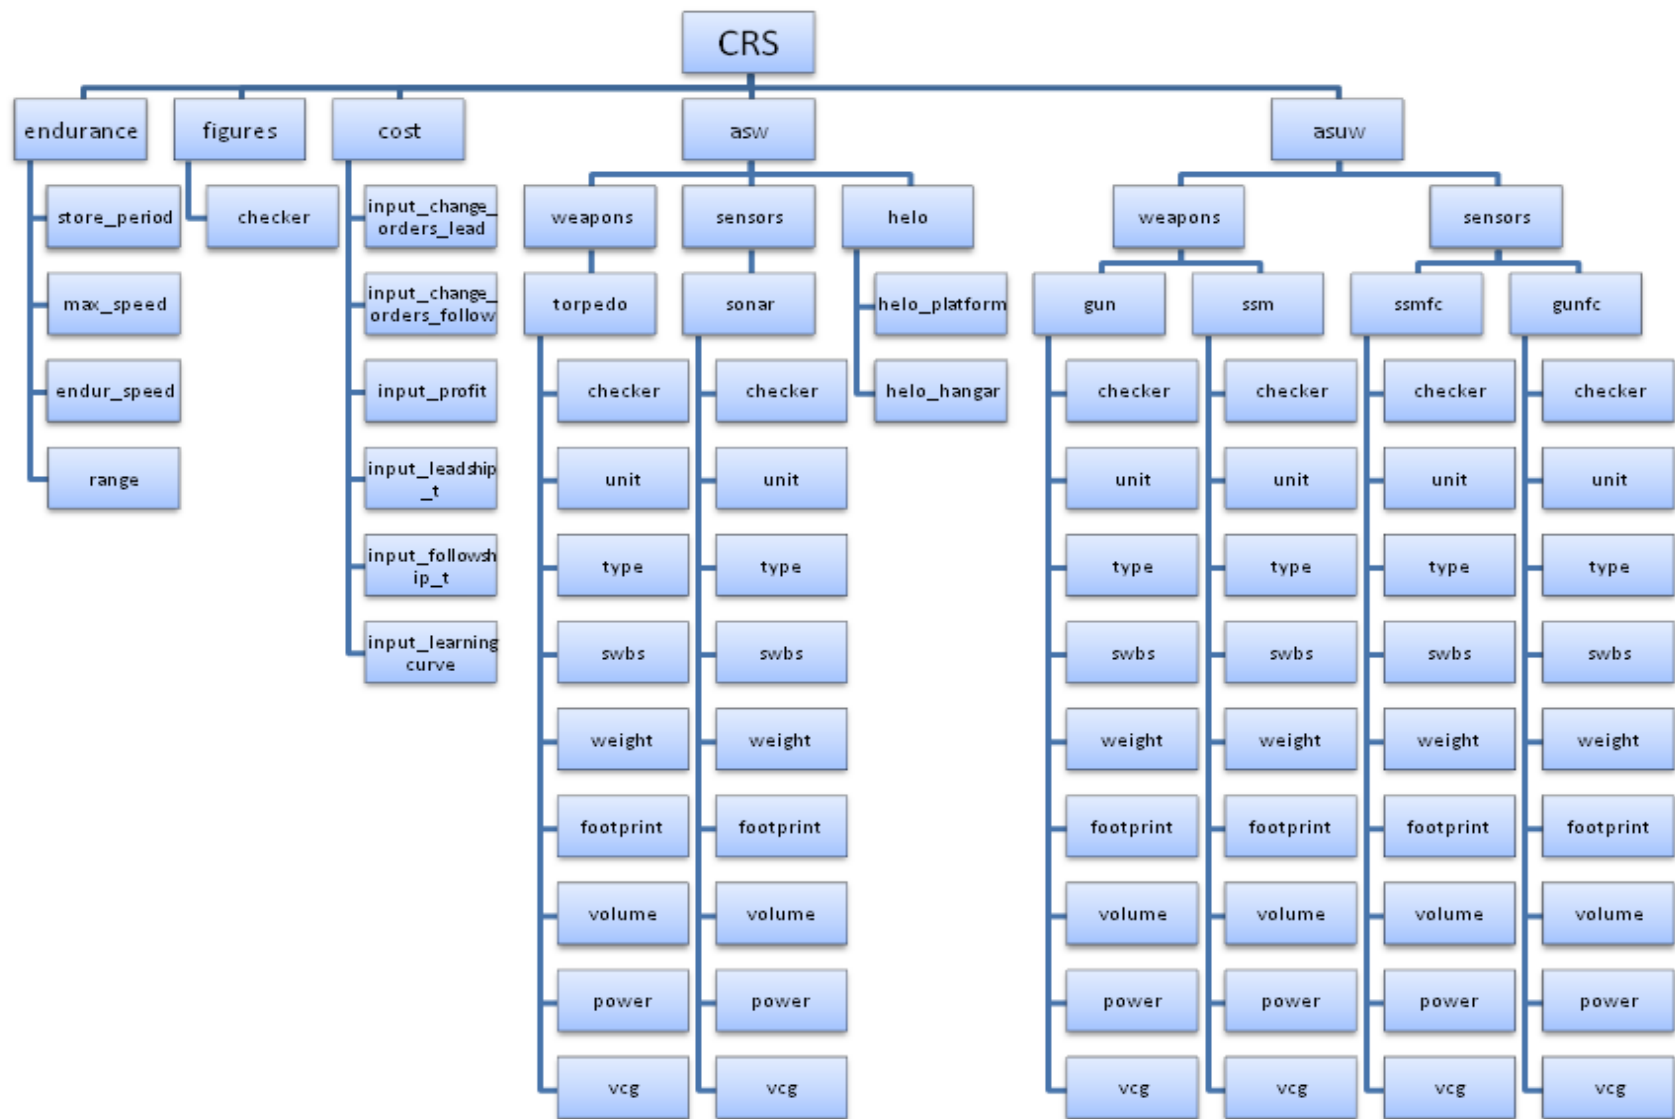 CRS
endurance
figures
cost
asw
asuw
store_period
checker
input_change_
orders_lead
weapons
sensors
helo
weapons
sensors
max_speed
input_change_
orders_follow
torpedo
sonar
helo_platform
gun
ssm
ssmfc
gunfc
endur_speed
input_profit
checker
checker
helo_hangar
checker
checker
checker
checker
range
input_leadship
_t
unit
unit
unit
unit
unit
unit
input_followsh
ip_t
type
type
type
type
type
type
input_learning
curve
swbs
swbs
swbs
swbs
swbs
swbs
weight
weight
weight
weight
weight
weight
footprint
footprint
footprint
footprint
footprint
footprint
volume
volume
volume
volume
volume
volume
power
power
power
power
power
power
vcg
vcg
vcg
vcg
vcg
vcg